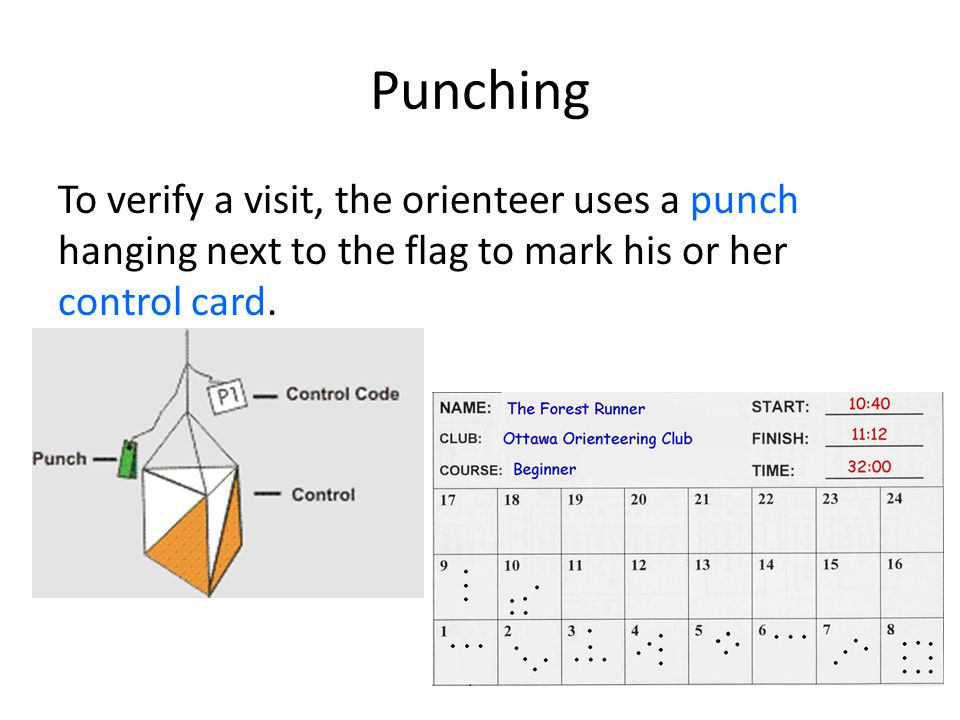 Punching
To verify a visit, the orienteer uses a punch
hanging next to the flag to mark his or her
control card.
P1
Control Code
Punch
Control
NAME: The Forest Runner START: 10:40
CLUB: Ottawa Orienteering Club FINISH: 11:12
COURSE: Beginner TIME: 32:00
17 18 19 20 21 22 23 24
9 10 11 12 13 14 15 16
1 2 3 4 5 6 7 8